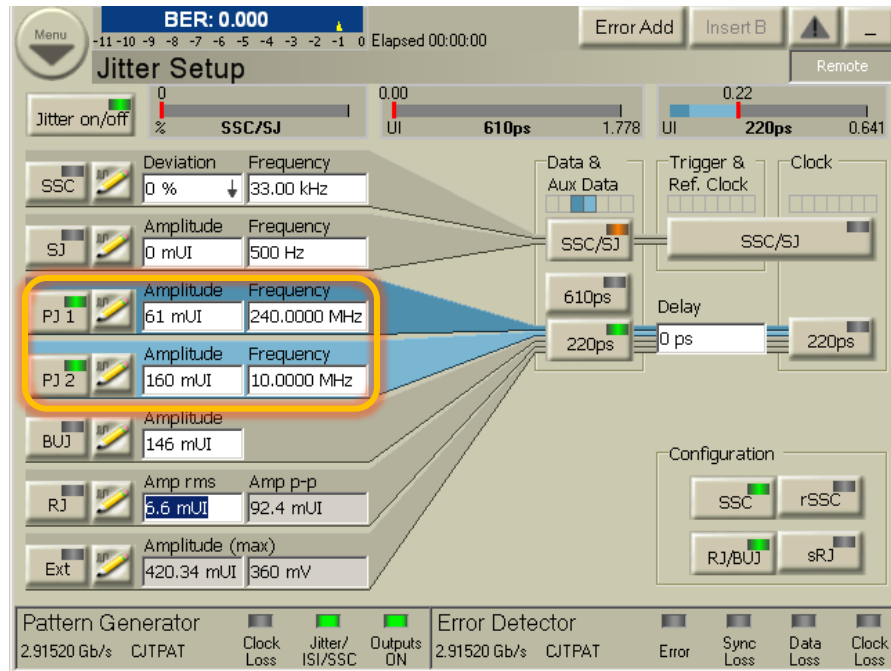 Menu
BER: 0.000
-11 -10 -9 -8 -7 -6 -5 -4 -3 -2 -1 0 Elapsed 00:00:00
Error Add
Insert B
Jitter Setup
Remote
Jitter on/off
0
% SSC/SJ
0.00
UI 610ps 1.778
0.22
UI 220ps 0.641
SSC
Deviation Frequency
0 % 33.00 kHz
SJ
Amplitude Frequency
0 mUI 500 Hz
PJ 1
Amplitude Frequency
61 mUI 240.0000 MHz
PJ 2
Amplitude Frequency
160 mUI 10.0000 MHz
BUJ
Amplitude
146 mUI
RJ
Amp rms Amp p-p
6.6 mUI 92.4 mUI
Ext
Amplitude (max)
420.34 mUI 360 mV
Data &
Aux Data
SSC/SJ
610ps
220ps
Trigger &
Ref. Clock
Clock
SSC/SJ
Delay
0 ps
220ps
Configuration
SSC rSSC
RJ/BUJ sRJ
Pattern Generator
2.91520 Gb/s CJTPAT
Clock
Loss
Jitter/
ISI/SSC
Outputs
ON
Error Detector
2.91520 Gb/s CJTPAT
Error
Sync
Loss
Data
Loss
Clock
Loss